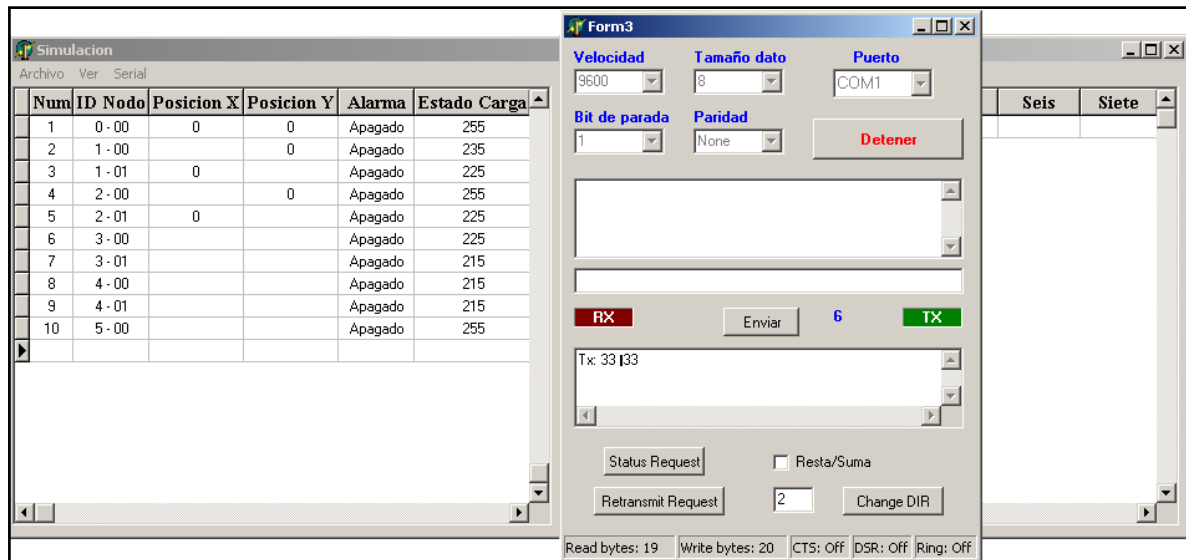 Simulacion
Archivo Ver Serial
Num ID Nodo Posicion X Posicion Y Alarma Estado Carga
1 0 - 00 0 0 Apagado 255
2 1 - 00 0 Apagado 235
3 1 - 01 0 Apagado 225
4 2 - 00 0 Apagado 255
5 2 - 01 0 Apagado 225
6 3 - 00 Apagado 225
7 3 - 01 Apagado 215
8 4 - 00 Apagado 215
9 4 - 01 Apagado 215
10 5 - 00 Apagado 255
Form3
Velocidad Tamaño dato Puerto
9600 8 COM1
Bit de parada Paridad
1 None Detener
RX Enviar 6 TX
Tx: 33 33
Status Request Resta/Suma
Retransmit Request 2 Change DIR
Read bytes: 19 Write bytes: 20 CTS: Off DSR: Off Ring: Off
Seis Siete